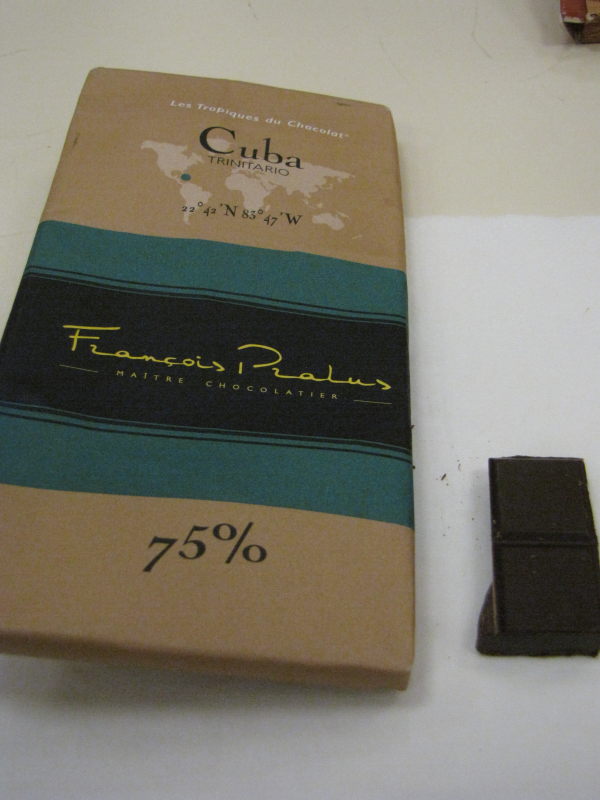 Les Tropiques du Chocolat
Cuba
TRINITARIO
22°42'N 83°47'W
François Pralus
MAÎTRE CHOCOLATIER
75%